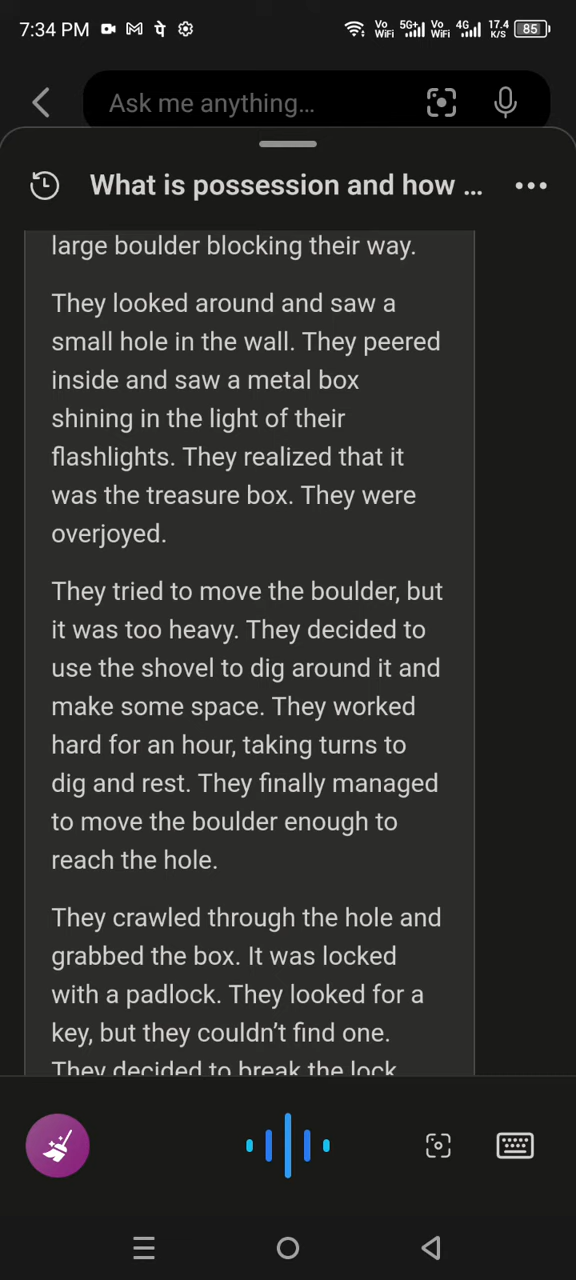 7:34 PM
Vo WiFi 5G+ Vo WiFi 4G 17.4 K/S 85
Ask me anything...
What is possession and how ...
large boulder blocking their way.
They looked around and saw a
small hole in the wall. They peered
inside and saw a metal box
shining in the light of their
flashlights. They realized that it
was the treasure box. They were
overjoyed.
They tried to move the boulder, but
it was too heavy. They decided to
use the shovel to dig around it and
make some space. They worked
hard for an hour, taking turns to
dig and rest. They finally managed
to move the boulder enough to
reach the hole.
They crawled through the hole and
grabbed the box. It was locked
with a padlock. They looked for a
key, but they couldn’t find one.
They decided to break the lock